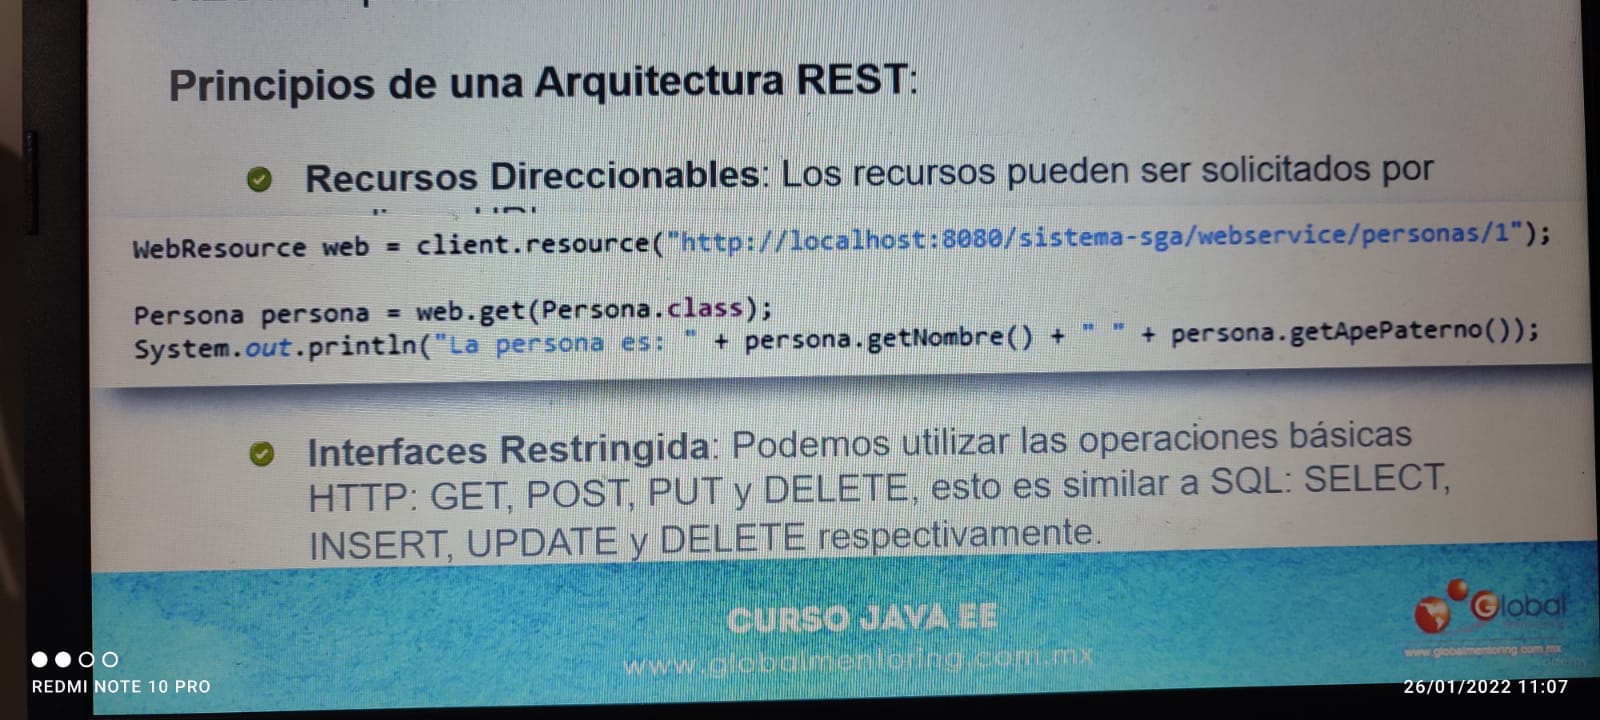 Principios de una Arquitectura REST:
Recursos Direccionables: Los recursos pueden ser solicitados por
WebResource web = client.resource("http://localhost:8080/sistema-sga/webservice/personas/1");
Persona persona = web.get(Persona.class);
System.out.println("La persona es: " + persona.getNombre() + " " + persona.getApePaterno());
Interfaces Restringida: Podemos utilizar las operaciones básicas
HTTP: GET, POST, PUT y DELETE, esto es similar a SQL: SELECT,
INSERT, UPDATE y DELETE respectivamente.
CURSO JAVA EE
www.globalmentoring.com.mx
Global
www.globalmentoring.com.mx
REDMI NOTE 10 PRO
26/01/2022 11:07